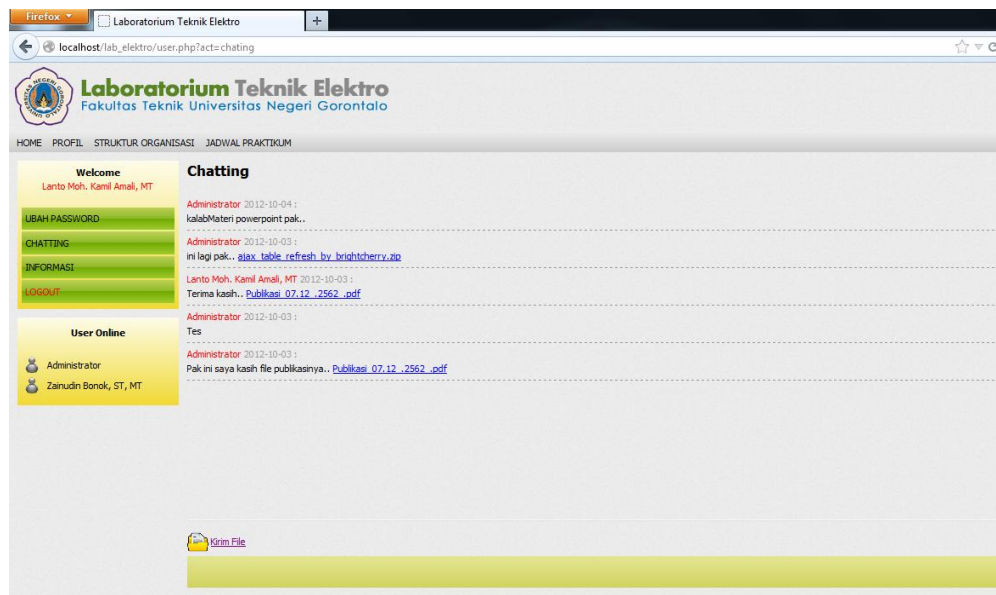 Firefox
Laboratorium Teknik Elektro
+
localhost/lab_elektro/user.php?act=chating
Laboratorium Teknik Elektro
Fakultas Teknik Universitas Negeri Gorontalo
HOME PROFIL STRUKTUR ORGANISASI JADWAL PRAKTIKUM
Welcome
Lanto Moh. Kamil Amali, MT
UBAH PASSWORD
CHATTING
INFORMASI
LOGOUT
User Online
Administrator
Zainudin Bonok, ST, MT
Chatting
Administrator 2012-10-04 :
kalabMateri powerpoint pak..
Administrator 2012-10-03 :
ini lagi pak.. ajax_table_refresh_by_brightcherry.zip
Lanto Moh. Kamil Amali, MT 2012-10-03 :
Terima kasih.. Publikasi_07.12_.2562_.pdf
Administrator 2012-10-03 :
Tes
Administrator 2012-10-03 :
Pak ini saya kasih file publikasinya.. Publikasi_07.12_.2562_.pdf
Kirim File